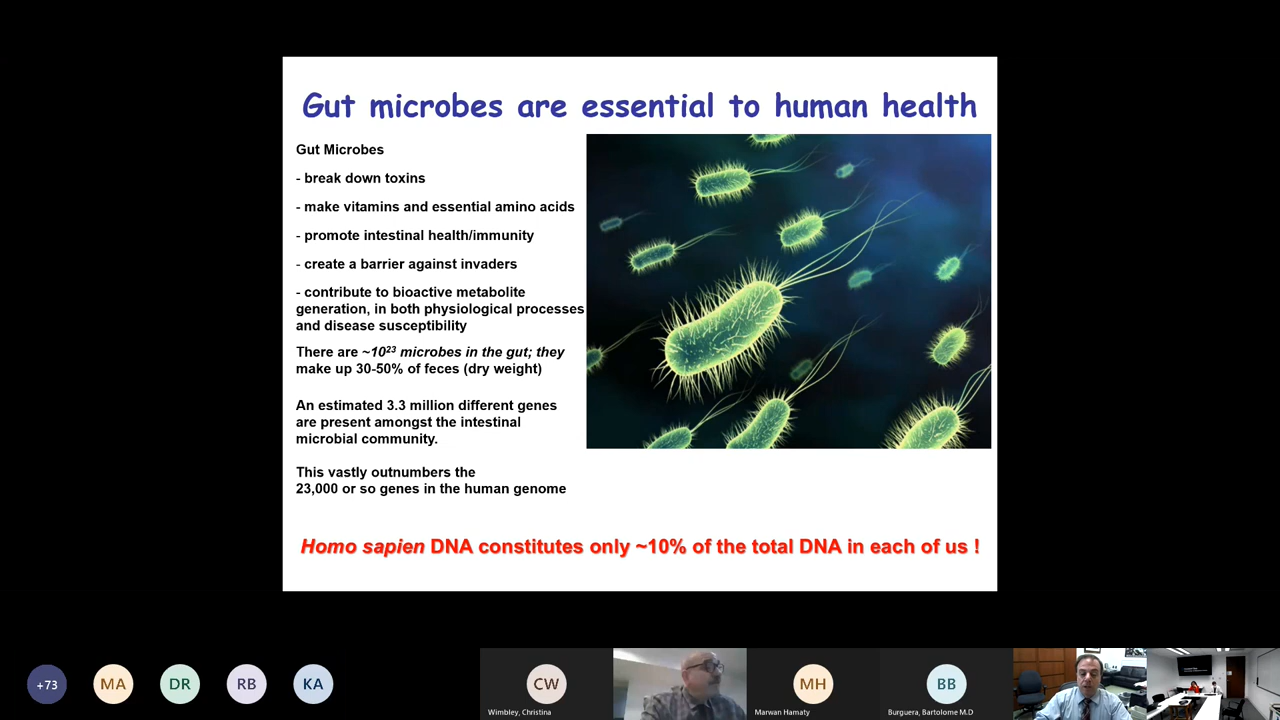 Gut microbes are essential to human health
Gut Microbes
- break down toxins
- make vitamins and essential amino acids
- promote intestinal health/immunity
- create a barrier against invaders
- contribute to bioactive metabolite
generation, in both physiological processes
and disease susceptibility
There are ~10²³ microbes in the gut; they
make up 30-50% of feces (dry weight)
An estimated 3.3 million different genes
are present amongst the intestinal
microbial community.
This vastly outnumbers the
23,000 or so genes in the human genome
Homo sapien DNA constitutes only ~10% of the total DNA in each of us !
+73
MA
DR
RB
KA
CW
Wimbley, Christina
MH
Marwan Hamaty
BB
Burguera, Bartolome M.D